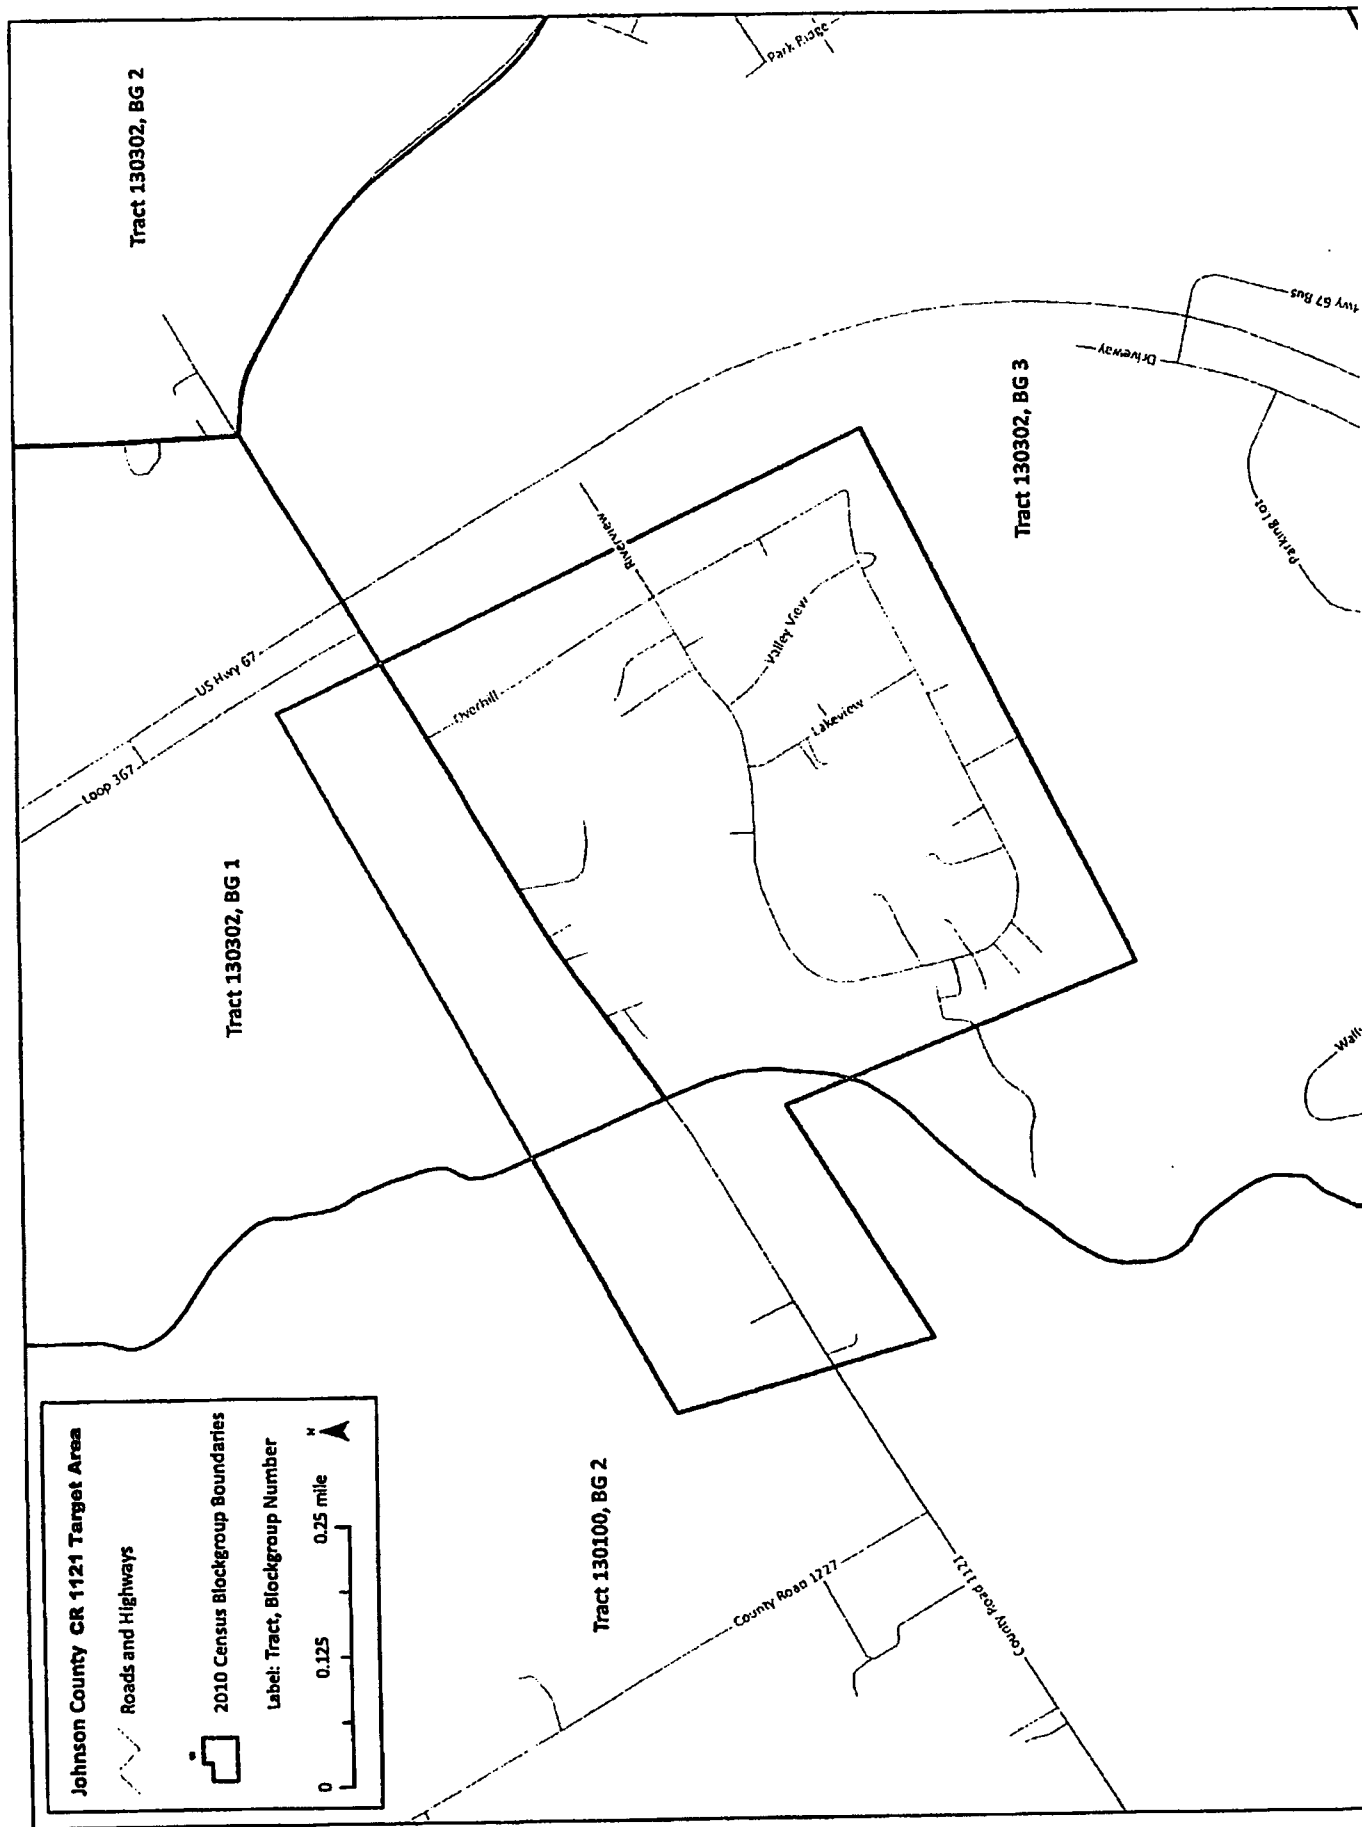 Johnson County CR 1121 Target Area
Roads and Highways
2010 Census Blockgroup Boundaries
Label: Tract, Blockgroup Number
0 0.125 0.25 mile
N
Tract 130302, BG 2
Tract 130302, BG 1
Tract 130302, BG 3
Tract 130100, BG 2
Park Ridge
US Hwy 67
Loop 367
Riverview
Overhill
Valley View
Lakeview
Driveway
Hwy 67 Bus
Parking Lot
County Road 1227
County Road 1121